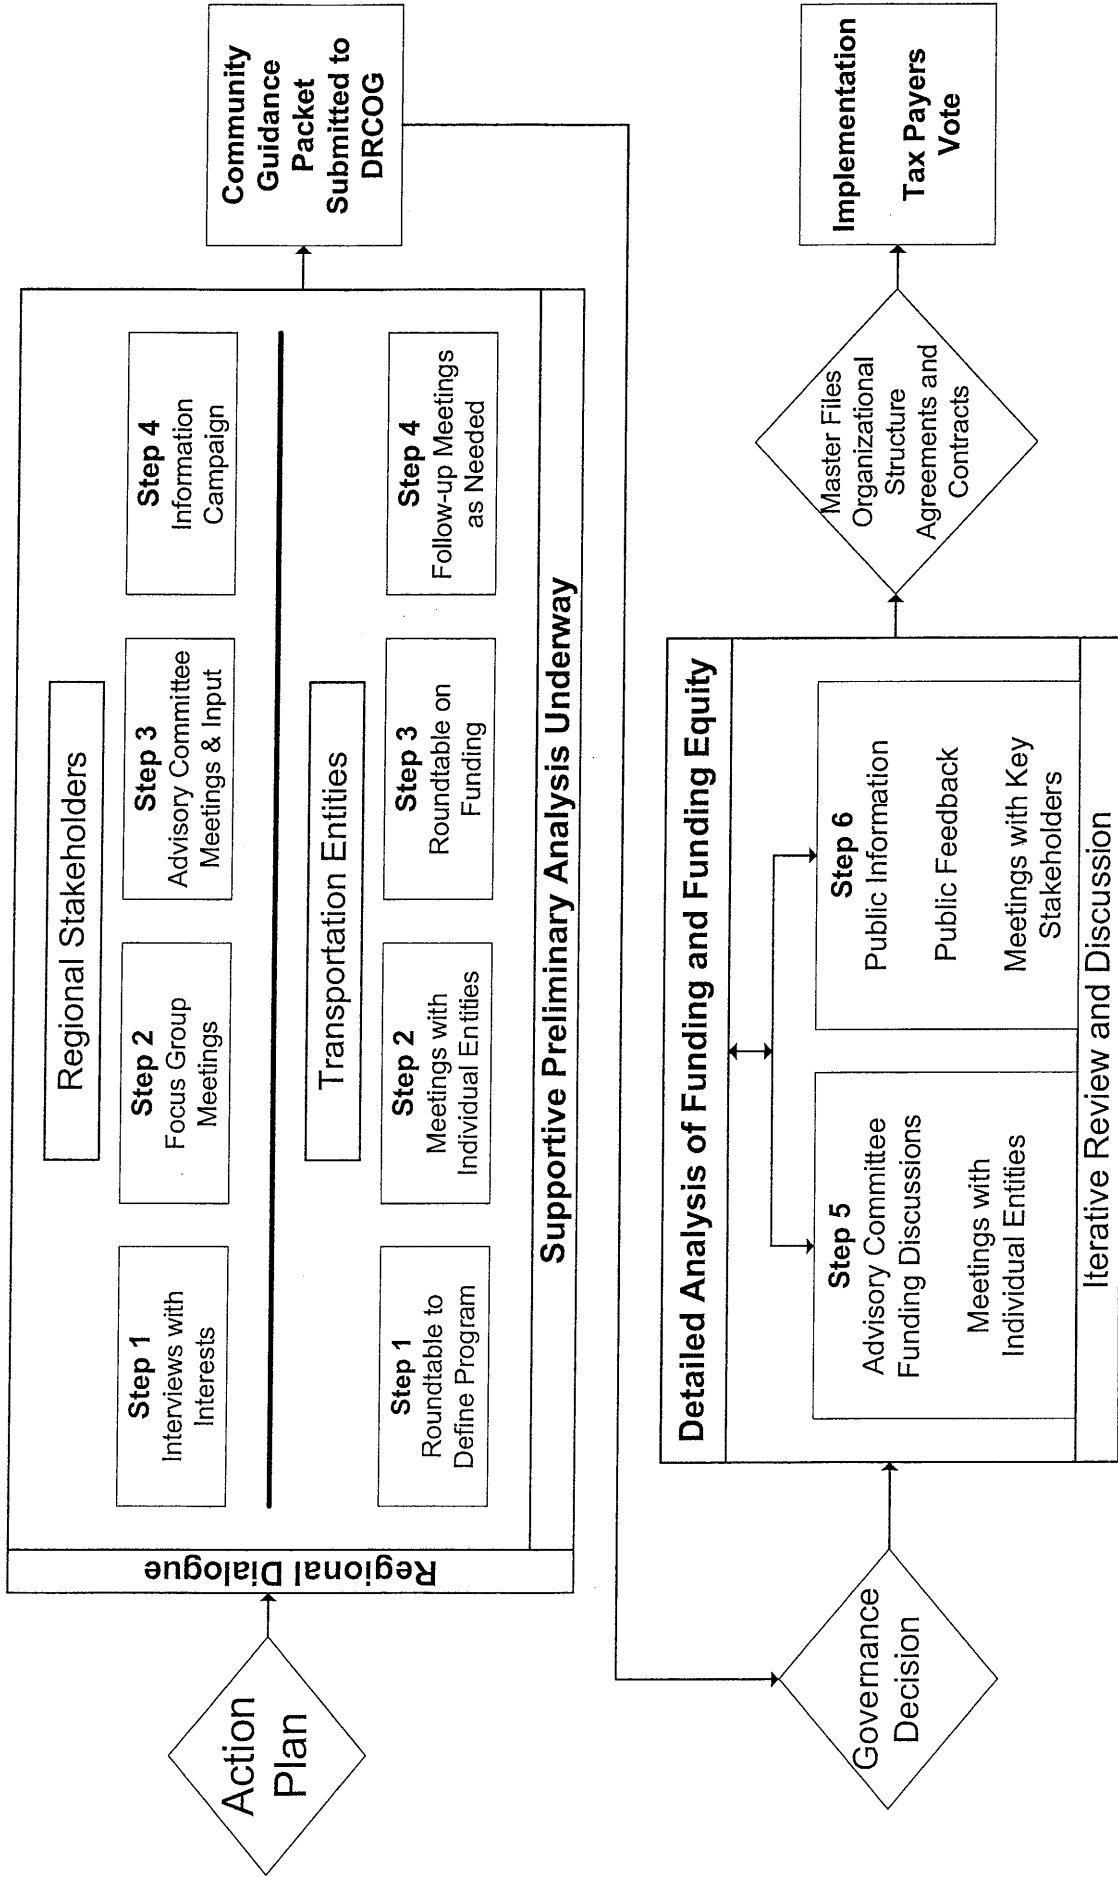 Action
Plan
Regional Dialogue
Regional Stakeholders
Step 1
Interviews with
Interests
Step 2
Focus Group
Meetings
Step 3
Advisory Committee
Meetings & Input
Step 4
Information
Campaign
Transportation Entities
Step 1
Roundtable to
Define Program
Step 2
Meetings with
Individual Entities
Step 3
Roundtable on
Funding
Step 4
Follow-up Meetings
as Needed
Supportive Preliminary Analysis Underway
Community
Guidance
Packet
Submitted to
DRCOG
Governance
Decision
Detailed Analysis of Funding and Funding Equity
Step 5
Advisory Committee
Funding Discussions
Meetings with
Individual Entities
Step 6
Public Information
Public Feedback
Meetings with Key
Stakeholders
Iterative Review and Discussion
Master Files
Organizational
Structure
Agreements and
Contracts
Implementation
Tax Payers
Vote